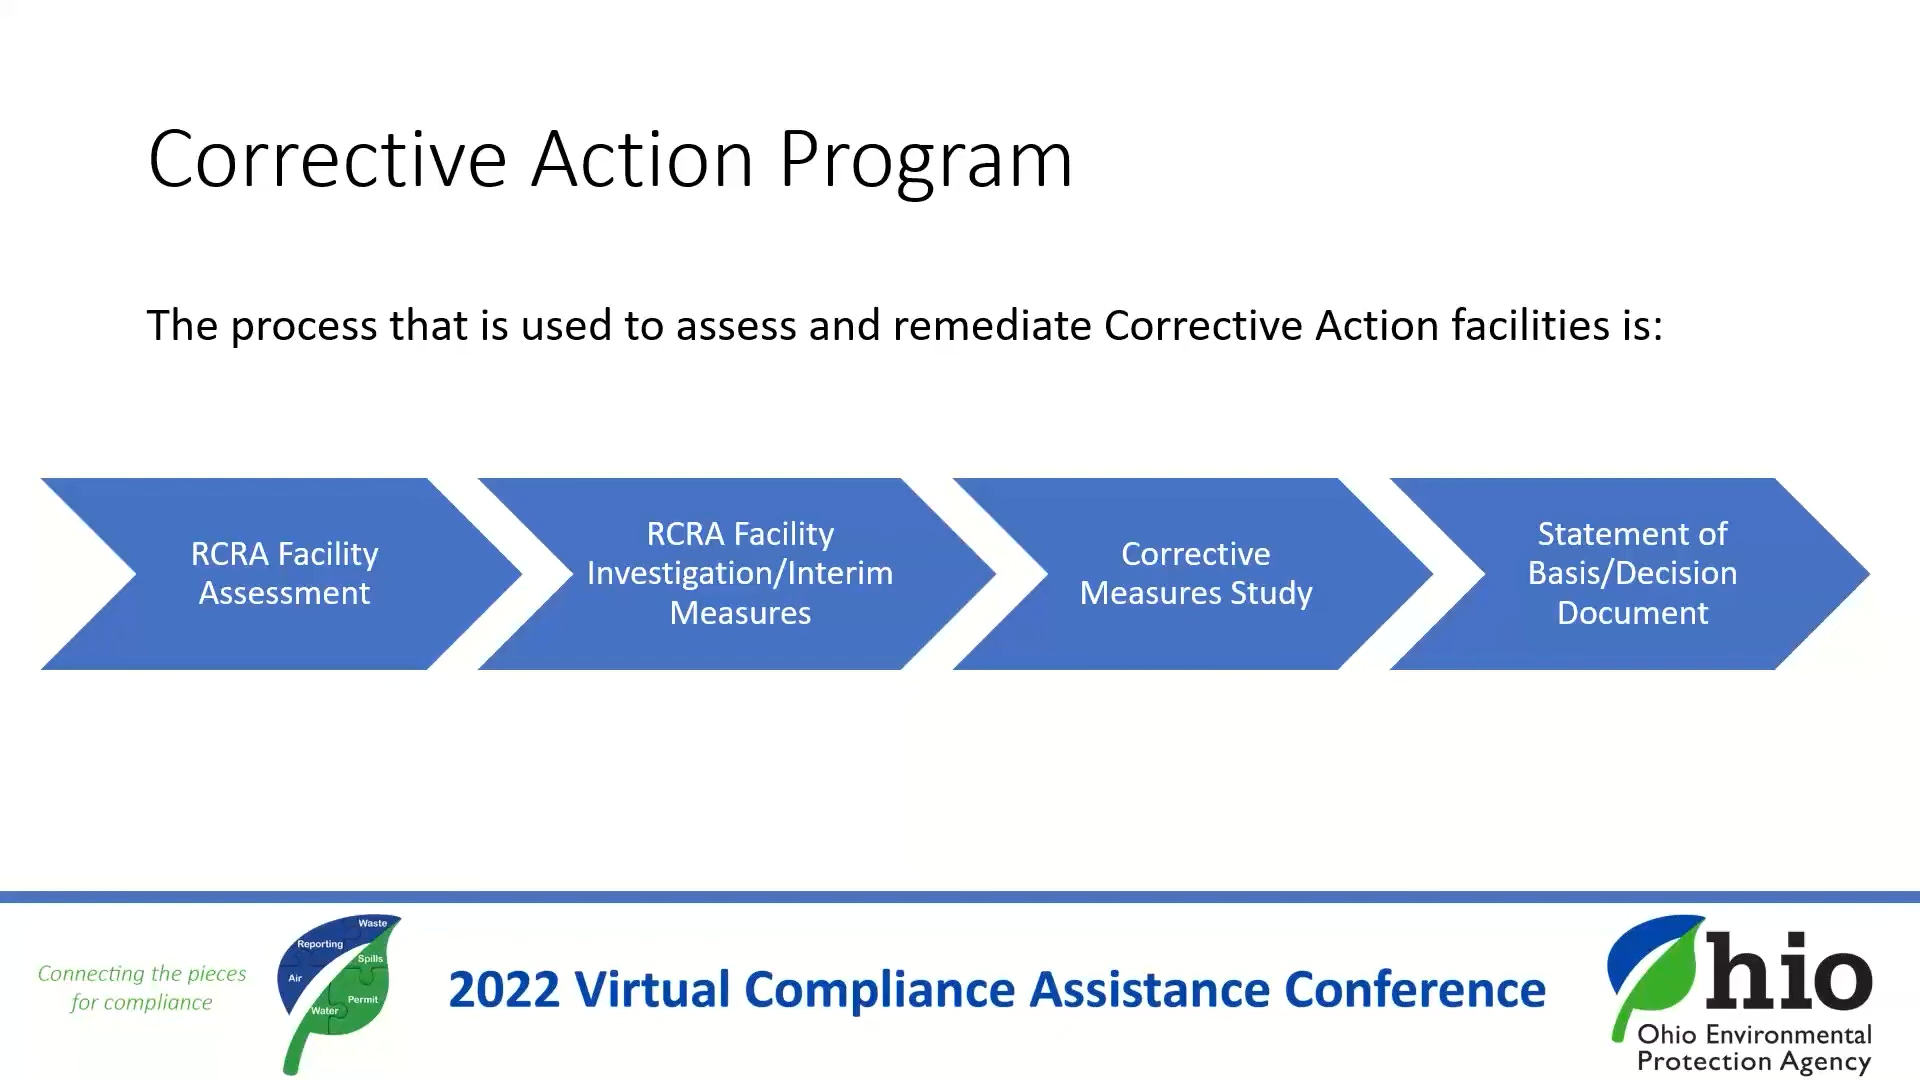 Corrective Action Program
The process that is used to assess and remediate Corrective Action facilities is:
RCRA Facility
Assessment
RCRA Facility
Investigation/Interim
Measures
Corrective
Measures Study
Statement of
Basis/Decision
Document
Connecting the pieces
for compliance
Waste
Reporting
Spills
Air
Permit
Water
2022 Virtual Compliance Assistance Conference
Ohio
Ohio Environmental
Protection Agency